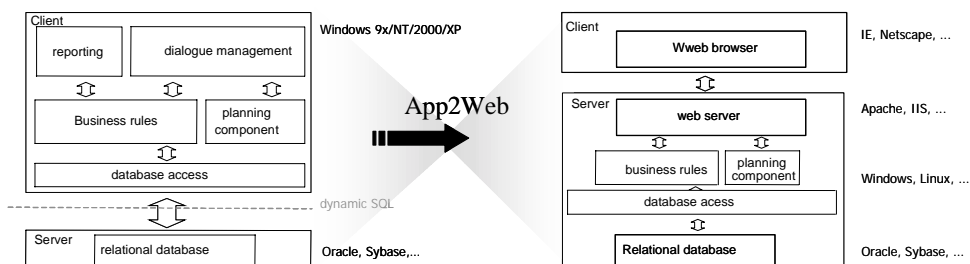 Client
Windows 9x/NT/2000/XP
reporting
dialogue management
Business rules
planning
component
database access
dynamic SQL
Server
relational database
Oracle, Sybase,...
App2Web
Client
Wweb browser
IE, Netscape, ...
Server
web server
Apache, IIS, ...
business rules
planning
component
Windows, Linux, ...
database acess
Relational database
Oracle, Sybase, ...